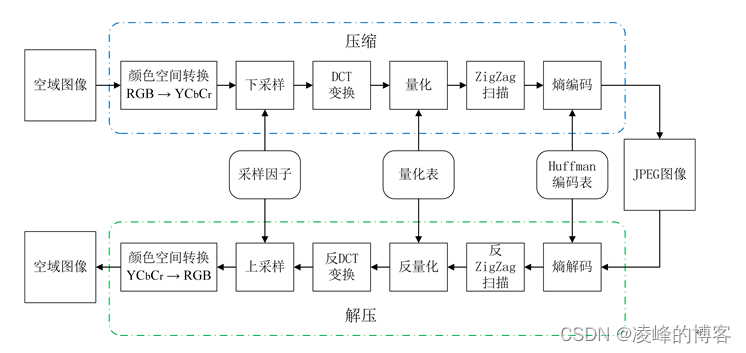 压缩
空域图像
颜色空间转换
RGB → YCbCr
下采样
DCT
变换
量化
ZigZag
扫描
熵编码
采样因子
量化表
Huffman
编码表
JPEG图像
空域图像
颜色空间转换
YCbCr → RGB
上采样
反DCT
变换
反量化
反
ZigZag
扫描
熵解码
解压
CSDN @凌峰的博客